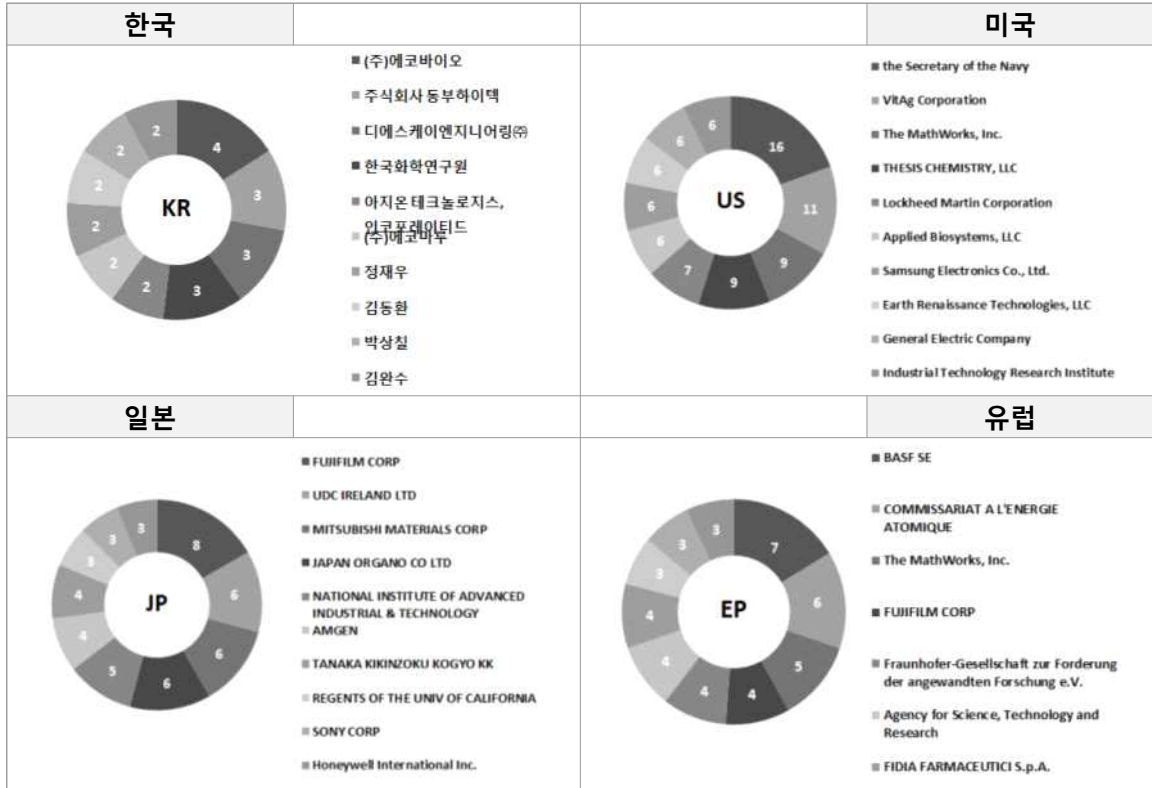 한국
미국
KR
4
3
3
3
2
2
2
2
2
2
■ (주)에코바이오
■ 주식회사 동부하이텍
■ 디에스케이엔지니어링㈜
■ 한국화학연구원
■ 아지온 테크놀로지스,
인코포레이티드
■ (주)에코마루
■ 정재우
■ 김동환
■ 박상칠
■ 김완수
US
16
11
9
9
7
6
6
6
6
6
■ the Secretary of the Navy
■ VitAg Corporation
■ The MathWorks, Inc.
■ THESIS CHEMISTRY, LLC
■ Lockheed Martin Corporation
■ Applied Biosystems, LLC
■ Samsung Electronics Co., Ltd.
■ Earth Renaissance Technologies, LLC
■ General Electric Company
■ Industrial Technology Research Institute
일본
유럽
JP
8
6
6
6
5
4
4
3
3
3
■ FUJIFILM CORP
■ UDC IRELAND LTD
■ MITSUBISHI MATERIALS CORP
■ JAPAN ORGANO CO LTD
■ NATIONAL INSTITUTE OF ADVANCED
INDUSTRIAL & TECHNOLOGY
■ AMGEN
■ TANAKA KIKINZOKU KOGYO KK
■ REGENTS OF THE UNIV OF CALIFORNIA
■ SONY CORP
■ Honeywell International Inc.
EP
7
6
5
4
4
4
4
3
3
3
■ BASF SE
■ COMMISSARIAT A L'ENERGIE
ATOMIQUE
■ The MathWorks, Inc.
■ FUJIFILM CORP
■ Fraunhofer-Gesellschaft zur Forderung
der angewandten Forschung e.V.
■ Agency for Science, Technology and
Research
■ FIDIA FARMACEUTICI S.p.A.